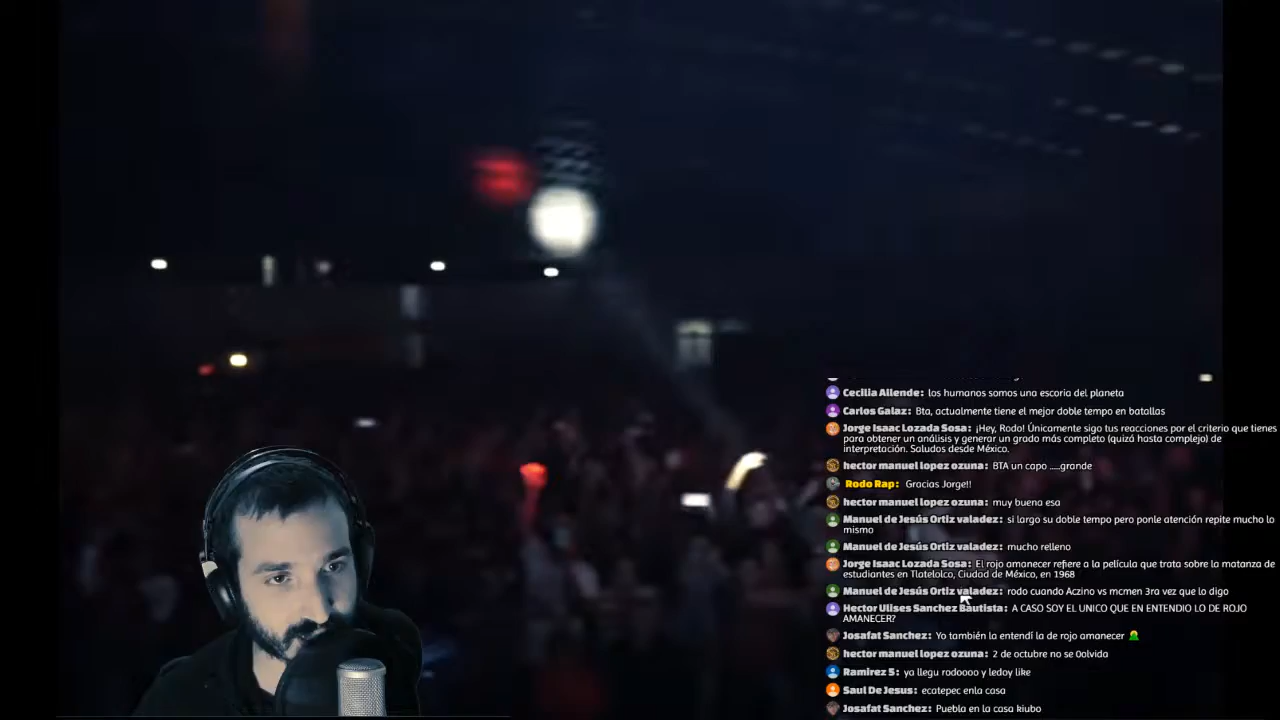 Cecilia Allende: los humanos somos una escoria del planeta
Carlos Galaz: Bta, actualmente tiene el mejor doble tempo en batallas
Jorge Isaac Lozada Sosa: ¡Hey, Rodo! Únicamente sigo tus reacciones por el criterio que tienes
para obtener un análisis y generar un grado más completo (quizá hasta complejo) de
interpretación. Saludos desde México.
hector manuel lopez ozuna: BTA un capo .....grande
Rodo Rap: Gracias Jorge!!
hector manuel lopez ozuna: muy buena esa
Manuel de Jesús Ortiz valadez: si largo su doble tempo pero ponle atención repite mucho lo
mismo
Manuel de Jesús Ortiz valadez: mucho relleno
Jorge Isaac Lozada Sosa: El rojo amanecer refiere a la película que trata sobre la matanza de
estudiantes en Tlatelolco, Ciudad de México, en 1968
Manuel de Jesús Ortiz valadez: rodo cuando Aczino vs mcmen 3ra vez que lo digo
Hector Ulises Sanchez Bautista: A CASO SOY EL UNICO QUE EN ENTENDIO LO DE ROJO
AMANECER?
Josafat Sanchez: Yo también la entendí la de rojo amanecer
hector manuel lopez ozuna: 2 de octubre no se 0olvida
Ramirez S: ya llegu rodoooo y ledoy like
Saul De Jesus: ecatepec enla casa
Josafat Sanchez: Puebla en la casa kiubo